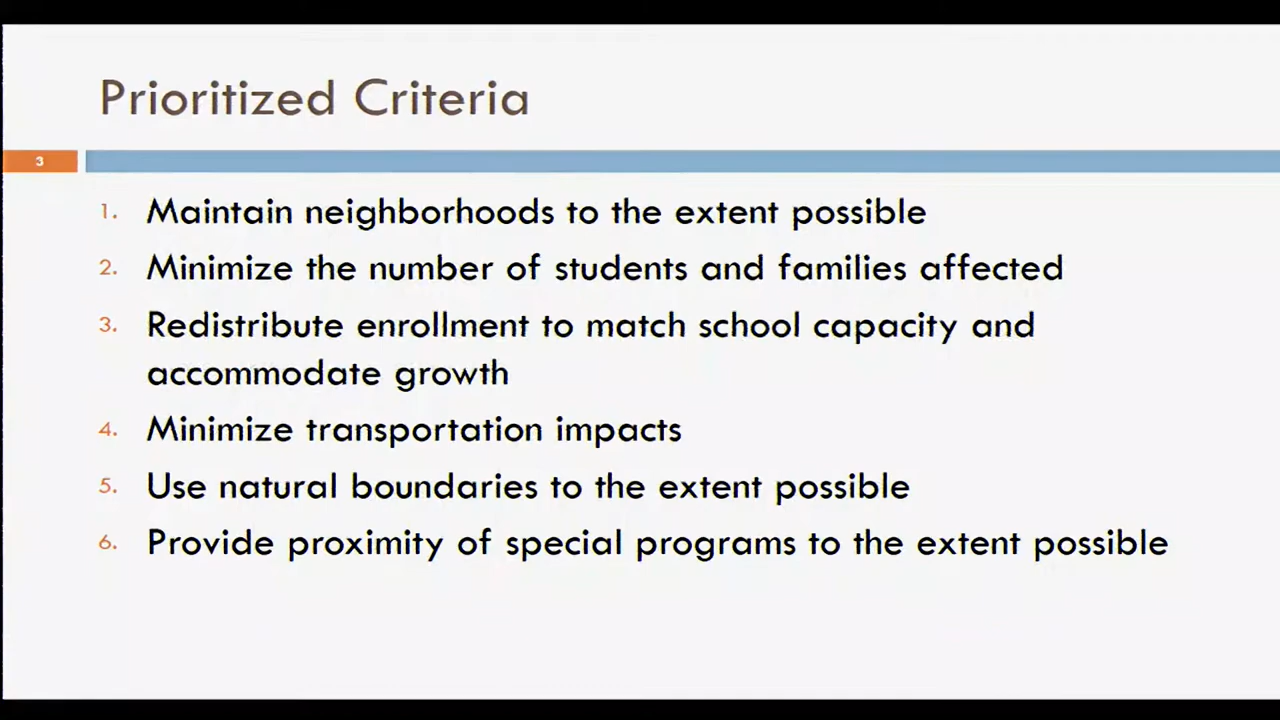 Prioritized Criteria
3
1. Maintain neighborhoods to the extent possible
2. Minimize the number of students and families affected
3. Redistribute enrollment to match school capacity and
accommodate growth
4. Minimize transportation impacts
5. Use natural boundaries to the extent possible
6. Provide proximity of special programs to the extent possible